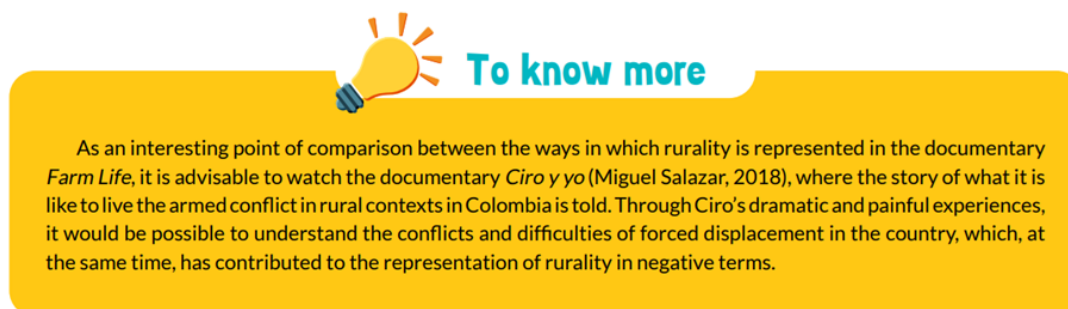 To know more
As an interesting point of comparison between the ways in which rurality is represented in the documentary
Farm Life, it is advisable to watch the documentary Ciro y yo (Miguel Salazar, 2018), where the story of what it is
like to live the armed conflict in rural contexts in Colombia is told. Through Ciro’s dramatic and painful experiences,
it would be possible to understand the conflicts and difficulties of forced displacement in the country, which, at
the same time, has contributed to the representation of rurality in negative terms.